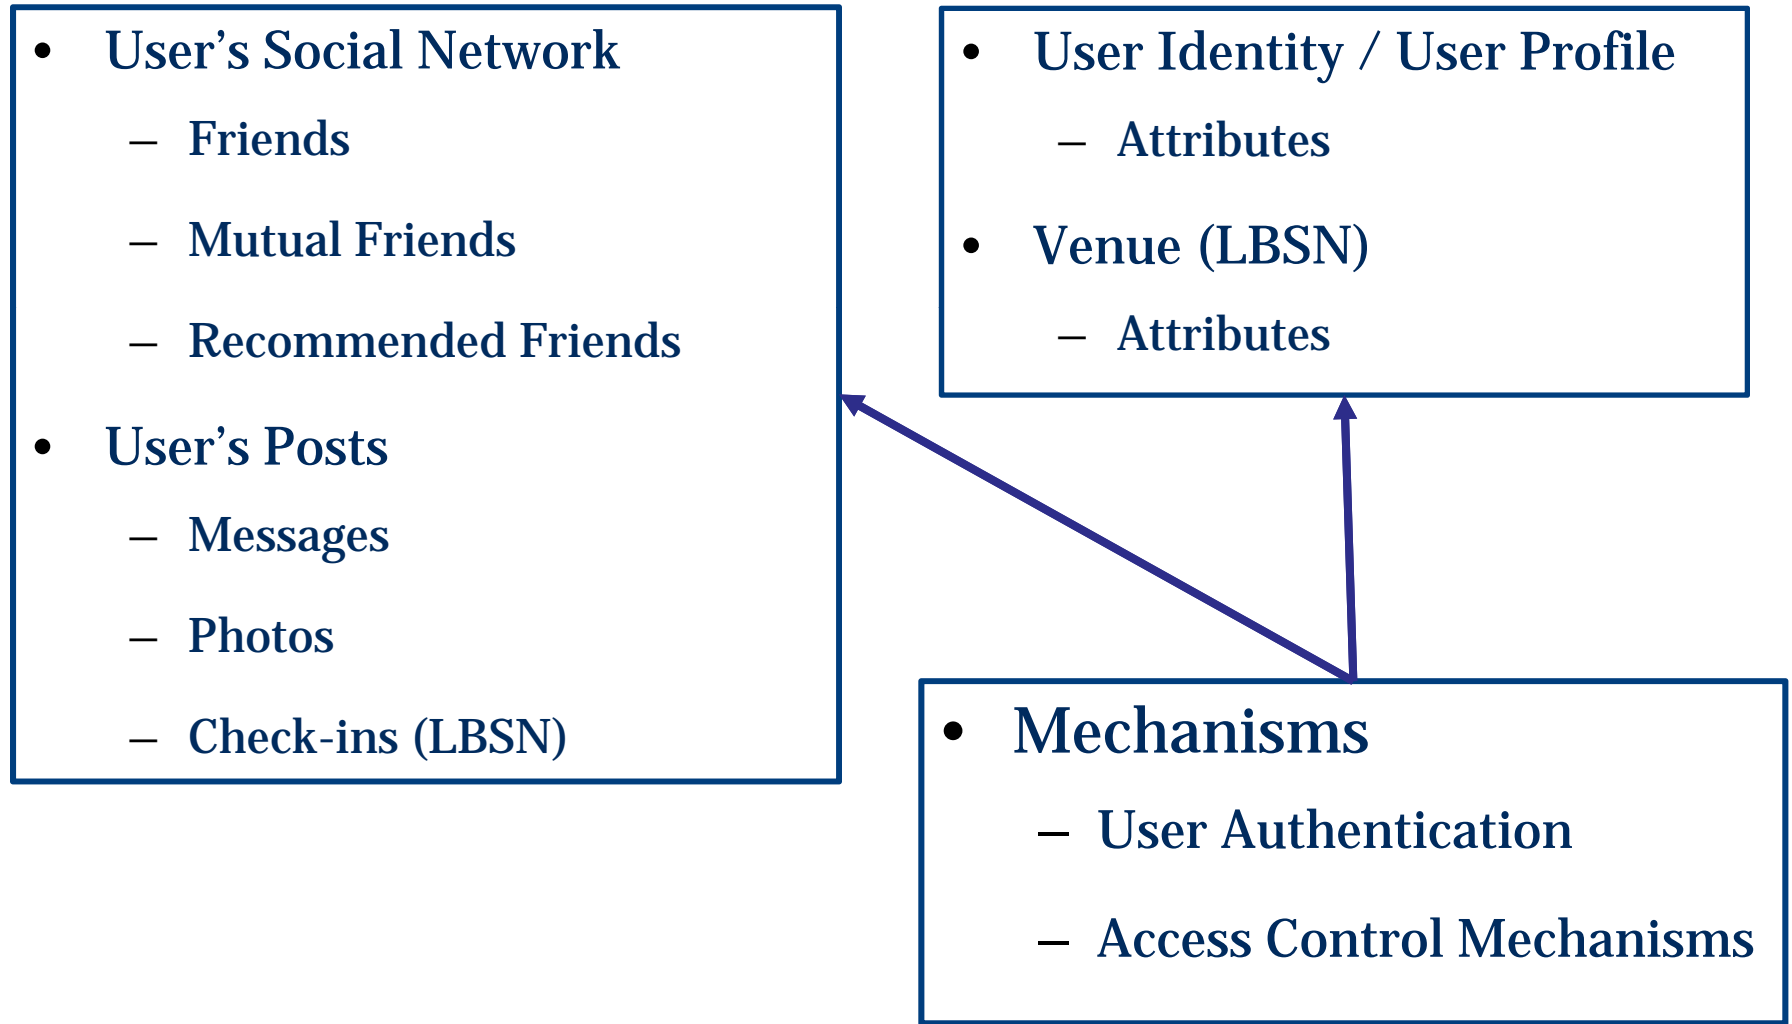 • User’s Social Network
– Friends
– Mutual Friends
– Recommended Friends
• User’s Posts
– Messages
– Photos
– Check-ins (LBSN)
• User Identity / User Profile
– Attributes
• Venue (LBSN)
– Attributes
• Mechanisms
– User Authentication
– Access Control Mechanisms